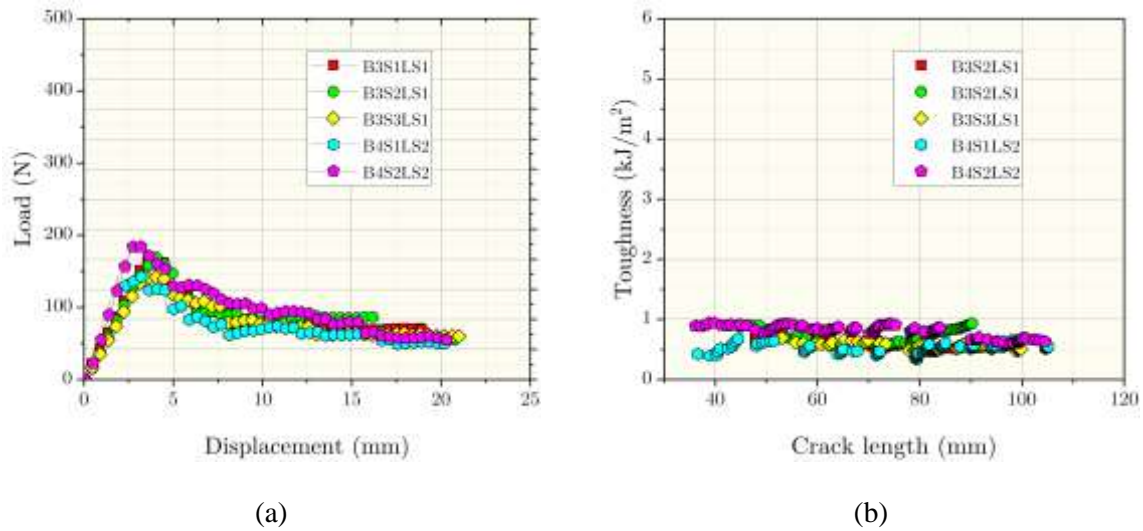 500
400
300
200
100
0
0 5 10 15 20 25
Load (N)
Displacement (mm)
B3S1LS1
B3S2LS1
B3S3LS1
B4S1LS2
B4S2LS2
(a)
6
5
4
3
2
1
0
40 60 80 100 120
Toughness (kJ/m²)
Crack length (mm)
B3S2LS1
B3S2LS1
B3S3LS1
B4S1LS2
B4S2LS2
(b)